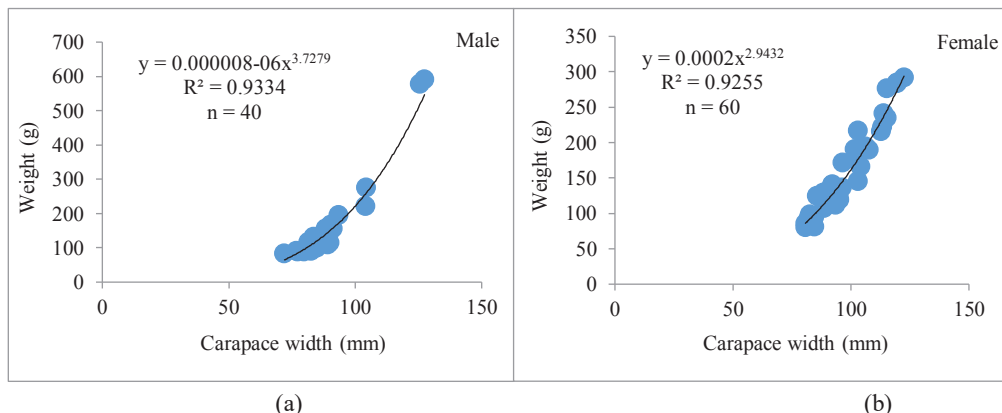 Male
y = 0.000008-06x^3.7279
R² = 0.9334
n = 40
Weight (g)
700
600
500
400
300
200
100
0
0 50 100 150
Carapace width (mm)
(a)
Female
y = 0.0002x^2.9432
R² = 0.9255
n = 60
Weight (g)
350
300
250
200
150
100
50
0
0 50 100 150
Carapace width (mm)
(b)